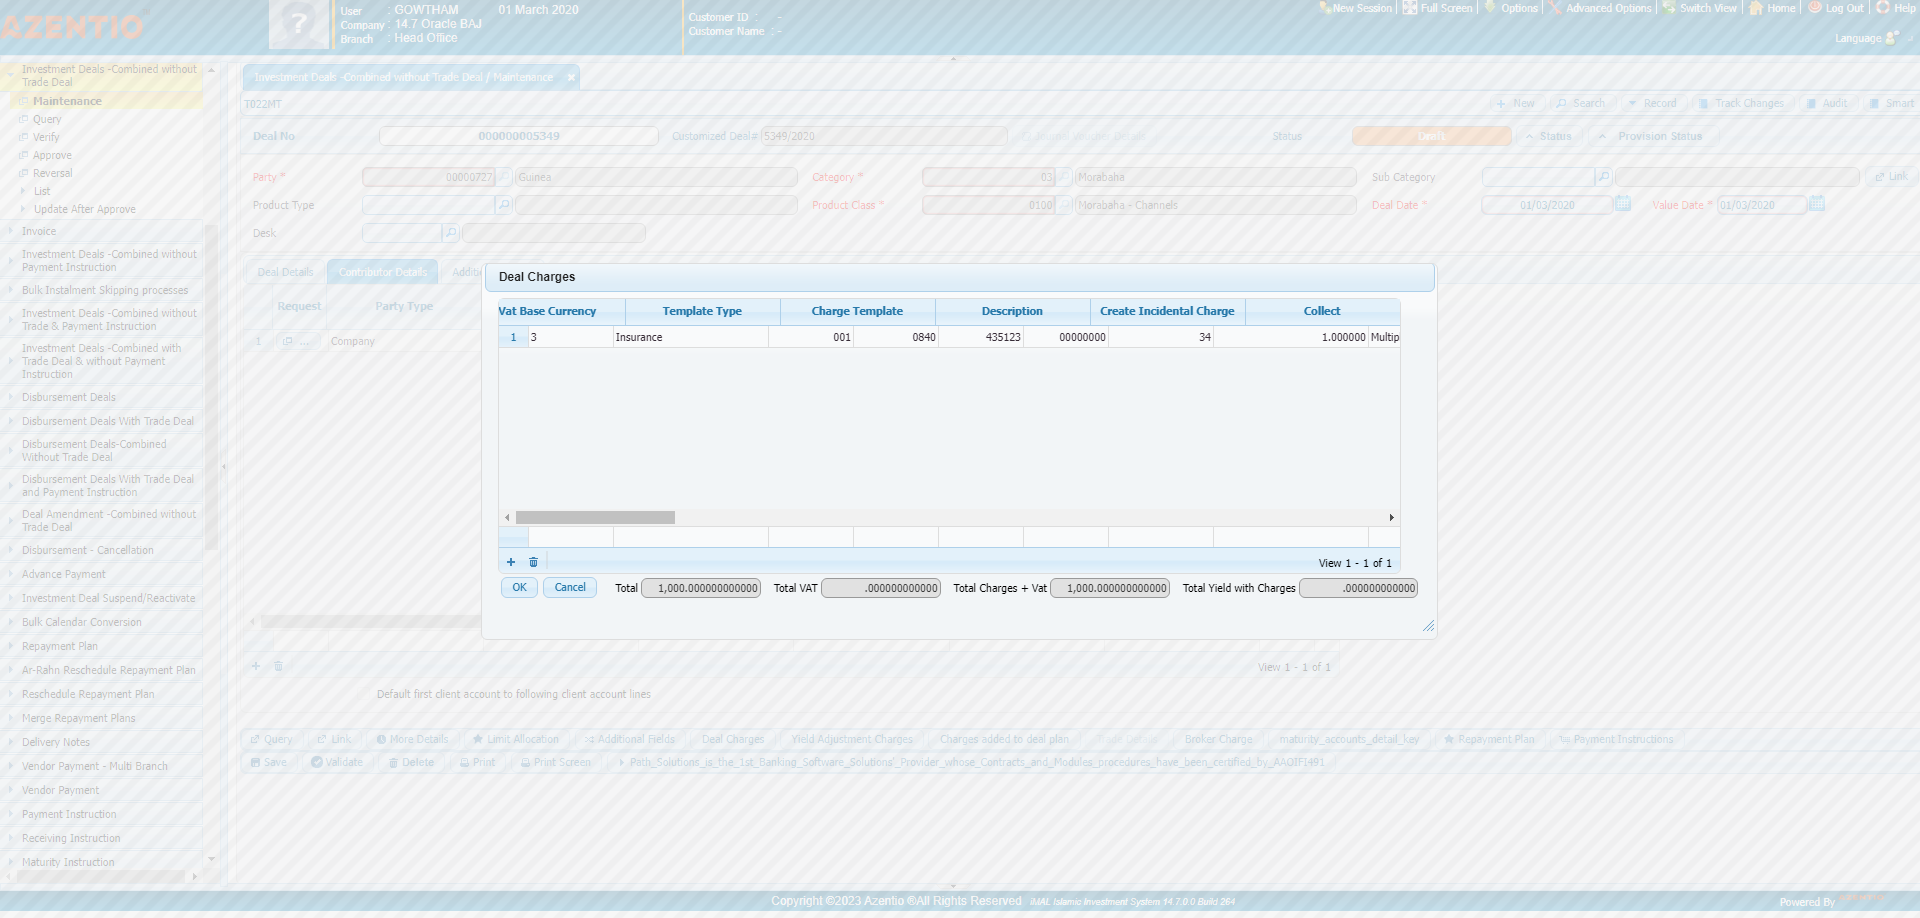 AZENTIO
User : GOWTHAM 01 March 2020
Company : 14.7 Oracle BAJ
Branch : Head Office
Customer ID : -
Customer Name : -
New Session Full Screen Options Advanced Options Switch View Home Log Out Help
Language
Investment Deals -Combined without
Trade Deal
Maintenance
Query
Verify
Approve
Reversal
List
Update After Approve
Invoice
Investment Deals -Combined without
Payment Instruction
Bulk Instalment Skipping processes
Investment Deals -Combined without
Trade & Payment Instruction
Investment Deals -Combined with
Trade Deal & without Payment
Instruction
Disbursement Deals
Disbursement Deals With Trade Deal
Disbursement Deals-Combined
Without Trade Deal
Disbursement Deals With Trade Deal
and Payment Instruction
Deal Amendment -Combined without
Trade Deal
Disbursement - Cancellation
Advance Payment
Investment Deal Suspend/Reactivate
Bulk Calendar Conversion
Repayment Plan
Ar-Rahn Reschedule Repayment Plan
Reschedule Repayment Plan
Merge Repayment Plans
Delivery Notes
Vendor Payment - Multi Branch
Vendor Payment
Payment Instruction
Receiving Instruction
Maturity Instruction
Investment Deals -Combined without Trade Deal / Maintenance
T022MT
New Search Record Track Changes Audit Smart
Deal No 000000005349 Customized Deal# 5349/2020 Status Draft Status Provision Status
Party * 00000727 Guinea Category * 03 Morabaha Sub Category Link
Product Type Product Class * 0100 Morabaha - Channels Deal Date * 01/03/2020 Value Date * 01/03/2020
Desk
Deal Details Contributor Details Additi
Request Party Type
1 ... Company
Deal Charges
Vat Base Currency Template Type Charge Template Description Create Incidental Charge Collect
1 3 Insurance 001 0840 435123 00000000 34 1.000000 Multip
View 1 - 1 of 1
OK Cancel Total 1,000.000000000000 Total VAT .000000000000 Total Charges + Vat 1,000.000000000000 Total Yield with Charges .000000000000
View 1 - 1 of 1
Default first client account to following client account lines
Query Link More Details Limit Allocation Additional Fields Deal Charges Yield Adjustment Charges Charges added to deal plan Trade Details Broker Charge maturity_accounts_detail_key Repayment Plan Payment Instructions
Save Validate Delete Print Print Screen Path_Solutions_is_the_1st_Banking_Software_Solutions'_Provider_whose_Contracts_and_Modules_procedures_have_been_certified_by_AAOIFI491
Copyright ©2023 Azentio ®All Rights Reserved iMAL Islamic Investment System 14.7.0.0 Build 264
Powered By